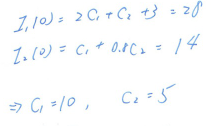 I₁(0) = 2C₁ + C₂ + 3 = 28
I₂(0) = C₁ + 0.8C₂ = 14
⇒ C₁ = 10 , C₂ = 5